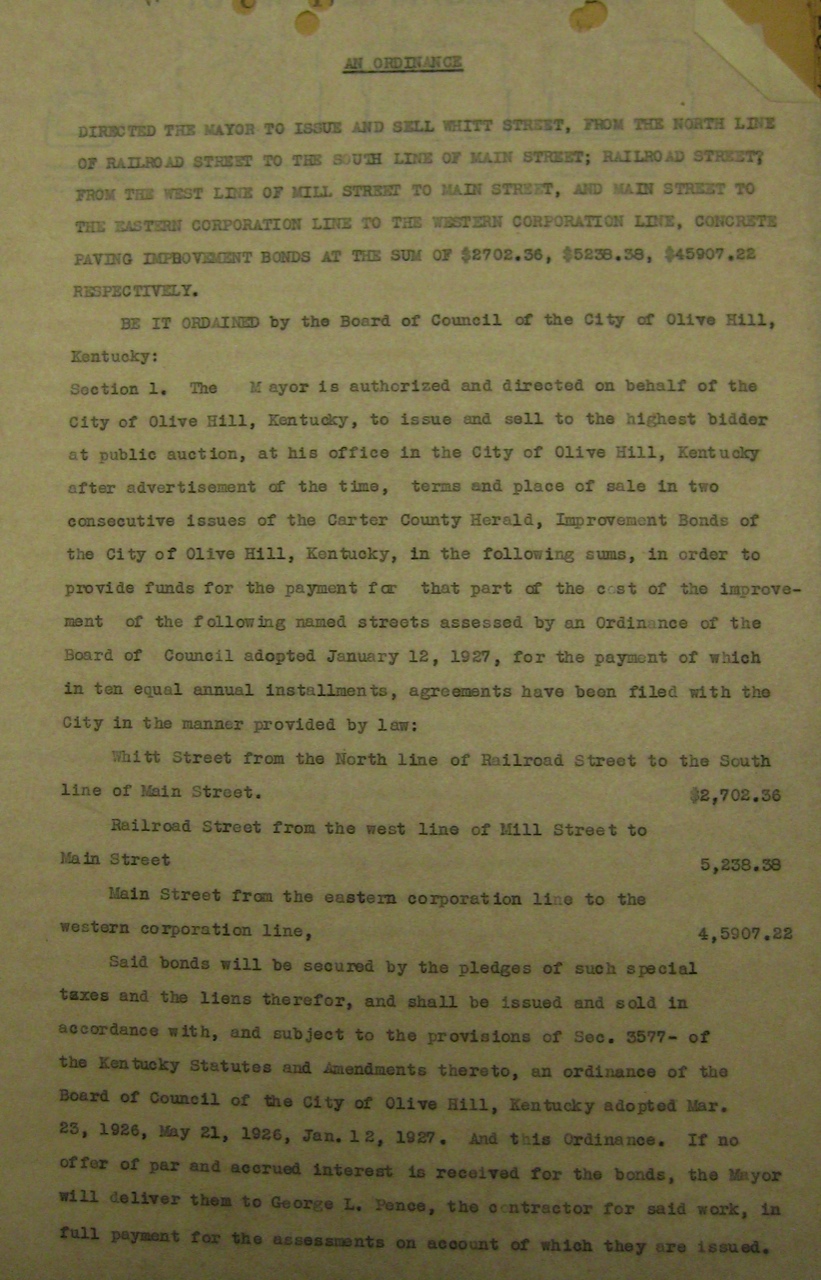 AN ORDINANCE
DIRECTED THE MAYOR TO ISSUE AND SELL WHITT STREET, FROM THE NORTH LINE
OF RAILROAD STREET TO THE SOUTH LINE OF MAIN STREET; RAILROAD STREET;
FROM THE WEST LINE OF MILL STREET TO MAIN STREET, AND MAIN STREET TO
THE EASTERN CORPORATION LINE TO THE WESTERN CORPORATION LINE, CONCRETE
PAVING IMPBOVEMENT BONDS AT THE SUM OF $2702.36, $5238.38, $45907.22
RESPECTIVELY.
BE IT ORDAINED by the Board of Council of the City of Olive Hill,
Kentucky:
Section 1. The M ayor is authorized and directed on behalf of the
City of Olive Hill, Kentucky, to issue and sell to the highest bidder
at public auction, at his office in the City of Olive Hill, Kentucky
after advertisement of the time, terms and place of sale in two
consecutive issues of the Carter County Herald, Improvement Bonds of
the City of Olive Hill, Kentucky, in the following sums, in order to
provide funds for the payment for that part of the cost of the improve-
ment of the following named streets assessed by an Ordinance of the
Board of Council adopted January 12, 1927, for the payment of which
in ten equal annual installments, agreements have been filed with the
City in the manner provided by law:
Whitt Street from the North line of Railroad Street to the South
line of Main Street. $2,702.36
Railroad Street from the west line of Mill Street to
Main Street 5,238.38
Main Street from the eastern corporation line to the
western corporation line, 4,5907.22
Said bonds will be secured by the pledges of such special
taxes and the liens therefor, and shall be issued and sold in
accordance with, and subject to the provisions of Sec. 3577- of
the Kentucky Statutes and Amendments thereto, an ordinance of the
Board of Council of the City of Olive Hill, Kentucky adopted Mar.
23, 1926, May 21, 1926, Jan. 12, 1927. And this Ordinance. If no
offer of par and accrued interest is received for the bonds, the Mayor
will deliver them to George L. Pence, the contractor for said work, in
full payment for the assessments on account of which they are issued.